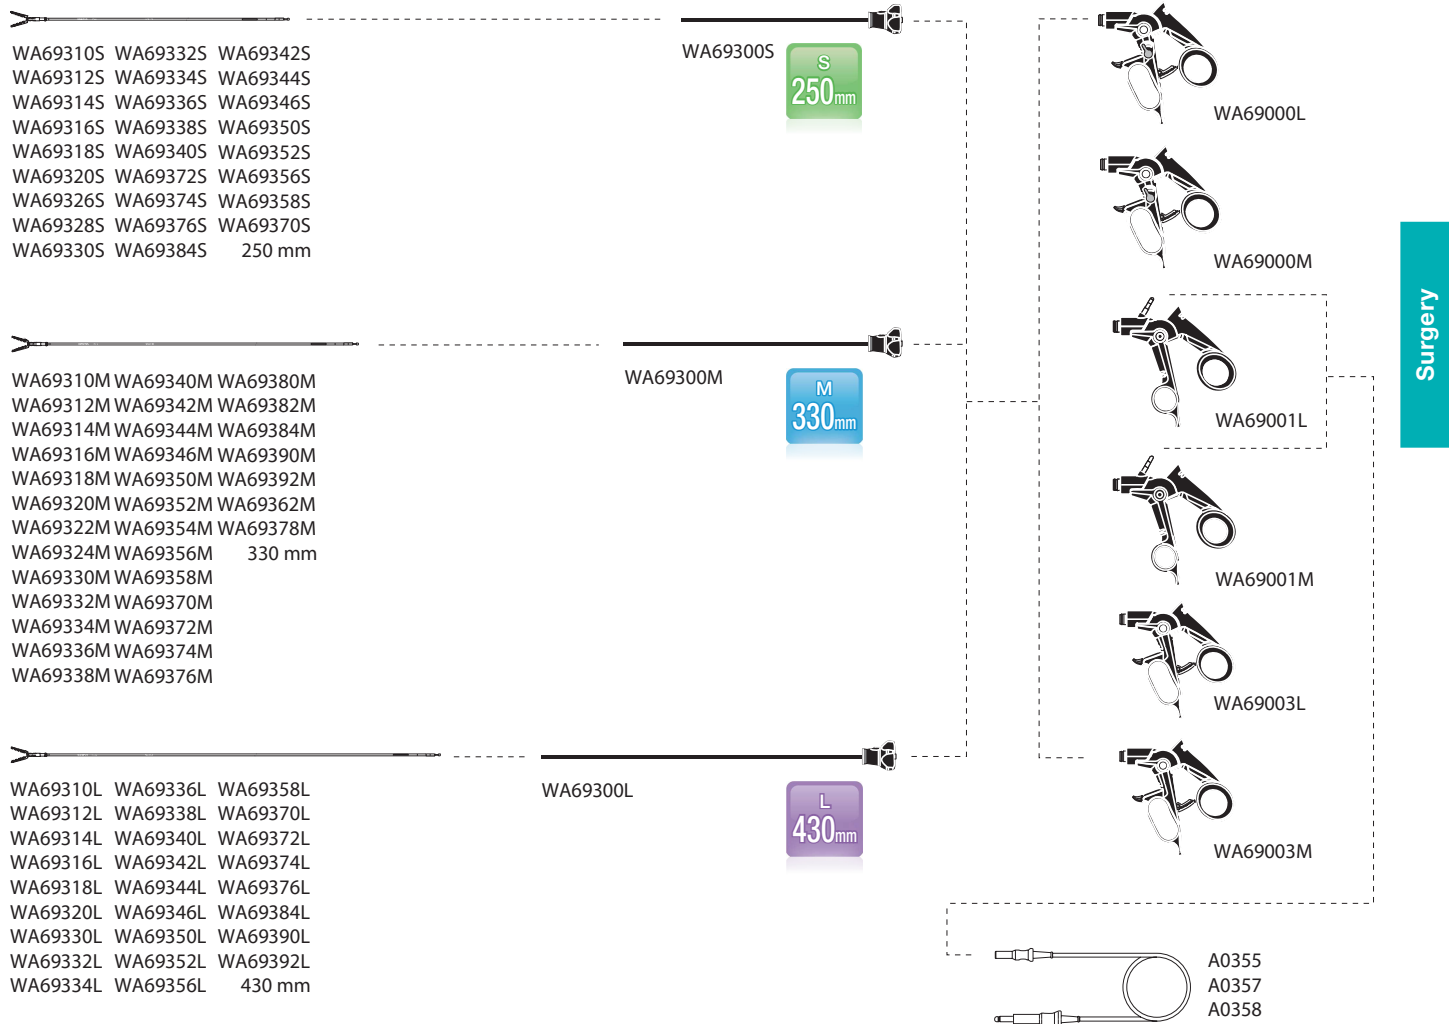 WA69310S WA69332S WA69342S
WA69312S WA69334S WA69344S
WA69314S WA69336S WA69346S
WA69316S WA69338S WA69350S
WA69318S WA69340S WA69352S
WA69320S WA69372S WA69356S
WA69326S WA69374S WA69358S
WA69328S WA69376S WA69370S
WA69330S WA69384S 250 mm
WA69300S
S
250mm
WA69310M WA69340M WA69380M
WA69312M WA69342M WA69382M
WA69314M WA69344M WA69384M
WA69316M WA69346M WA69390M
WA69318M WA69350M WA69392M
WA69320M WA69352M WA69362M
WA69322M WA69354M WA69378M
WA69324M WA69356M 330 mm
WA69330M WA69358M
WA69332M WA69370M
WA69334M WA69372M
WA69336M WA69374M
WA69338M WA69376M
WA69300M
M
330mm
WA69310L WA69336L WA69358L
WA69312L WA69338L WA69370L
WA69314L WA69340L WA69372L
WA69316L WA69342L WA69374L
WA69318L WA69344L WA69376L
WA69320L WA69346L WA69384L
WA69330L WA69350L WA69390L
WA69332L WA69352L WA69392L
WA69334L WA69356L 430 mm
WA69300L
L
430mm
WA69000L
WA69000M
WA69001L
WA69001M
WA69003L
WA69003M
A0355
A0357
A0358
Surgery